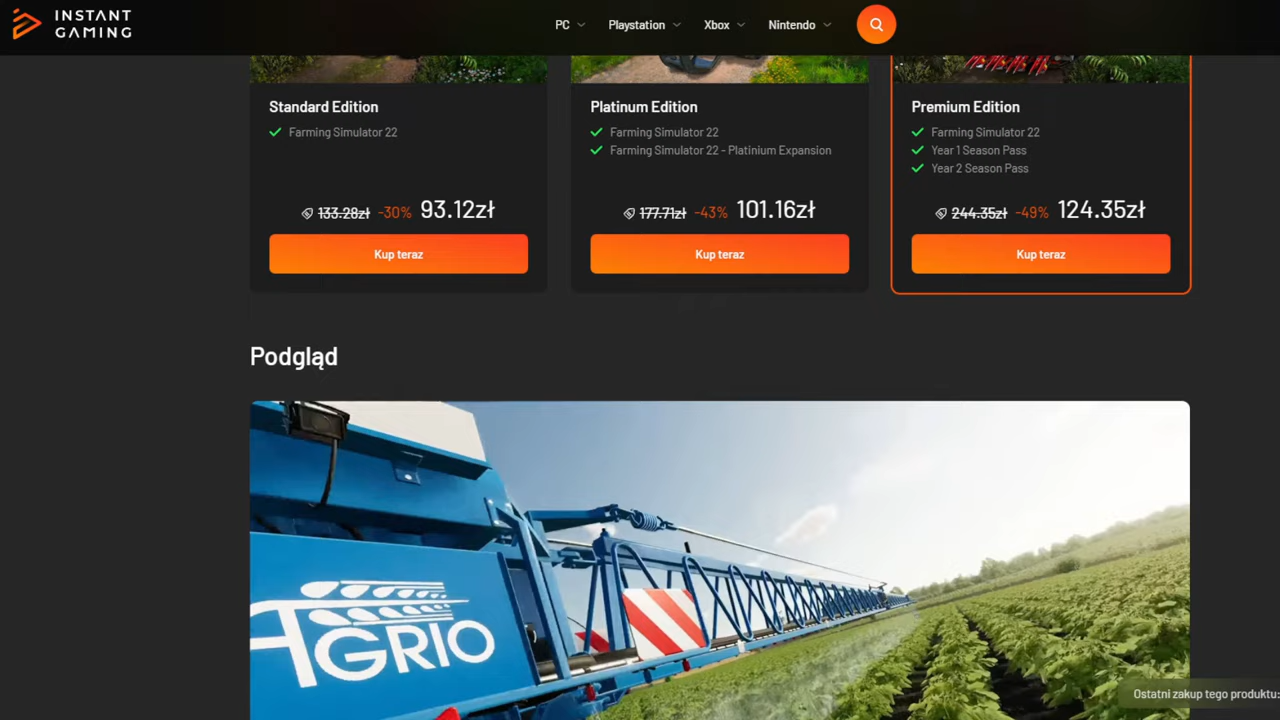 INSTANT
GAMING
PC
Playstation
Xbox
Nintendo
Standard Edition
Farming Simulator 22
133.28zł -30% 93.12zł
Kup teraz
Platinum Edition
Farming Simulator 22
Farming Simulator 22 - Platinium Expansion
177.71zł -43% 101.16zł
Kup teraz
Premium Edition
Farming Simulator 22
Year 1 Season Pass
Year 2 Season Pass
244.35zł -49% 124.35zł
Kup teraz
Podgląd
AGRIO
Ostatni zakup tego produktu: